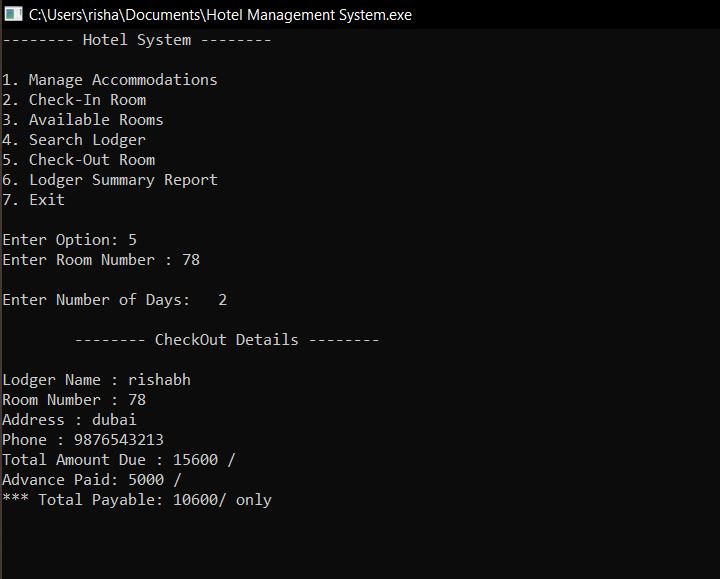 C:\Users\risha\Documents\Hotel Management System.exe
-------- Hotel System --------
1. Manage Accommodations
2. Check-In Room
3. Available Rooms
4. Search Lodger
5. Check-Out Room
6. Lodger Summary Report
7. Exit
Enter Option: 5
Enter Room Number : 78
Enter Number of Days:   2
-------- CheckOut Details --------
Lodger Name : rishabh
Room Number : 78
Address : dubai
Phone : 9876543213
Total Amount Due : 15600 /
Advance Paid: 5000 /
*** Total Payable: 10600/ only